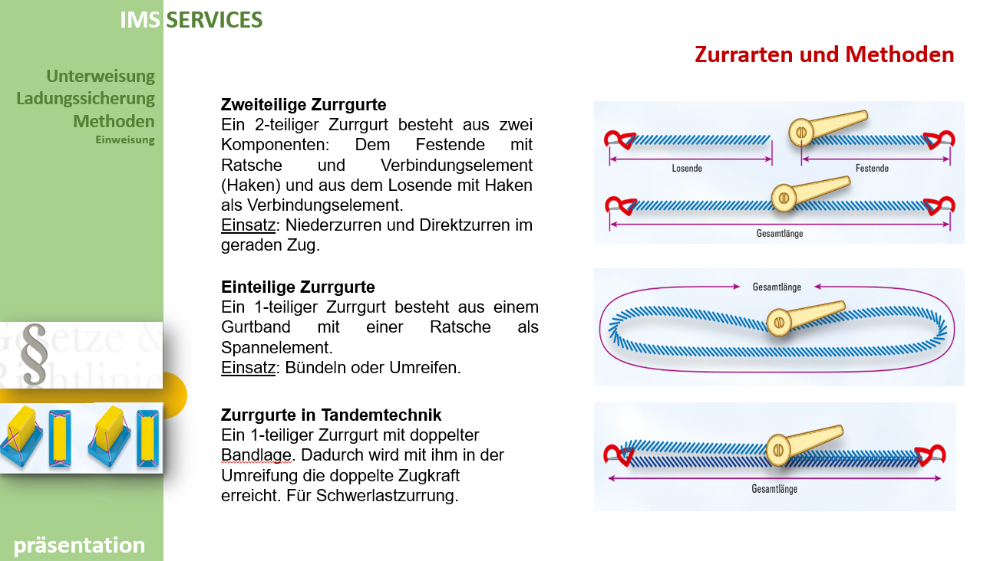 IMS SERVICES
Zurrarten und Methoden
Unterweisung
Ladungssicherung
Methoden
Einweisung
Zweiteilige Zurrgurte
Ein 2-teiliger Zurrgurt besteht aus zwei
Komponenten: Dem Festende mit
Ratsche und Verbindungselement
(Haken) und aus dem Losende mit Haken
als Verbindungselement.
Einsatz: Niederzurren und Direktzurren im
geraden Zug.
Losende
Festende
Gesamtlänge
Einteilige Zurrgurte
Ein 1-teiliger Zurrgurt besteht aus einem
Gurtband mit einer Ratsche als
Spannelement.
Einsatz: Bündeln oder Umreifen.
Gesamtlänge
Gesetze &
§
Richtlinie
Zurrgurte in Tandemtechnik
Ein 1-teiliger Zurrgurt mit doppelter
Bandlage. Dadurch wird mit ihm in der
Umreifung die doppelte Zugkraft
erreicht. Für Schwerlastzurrung.
Gesamtlänge
präsentation